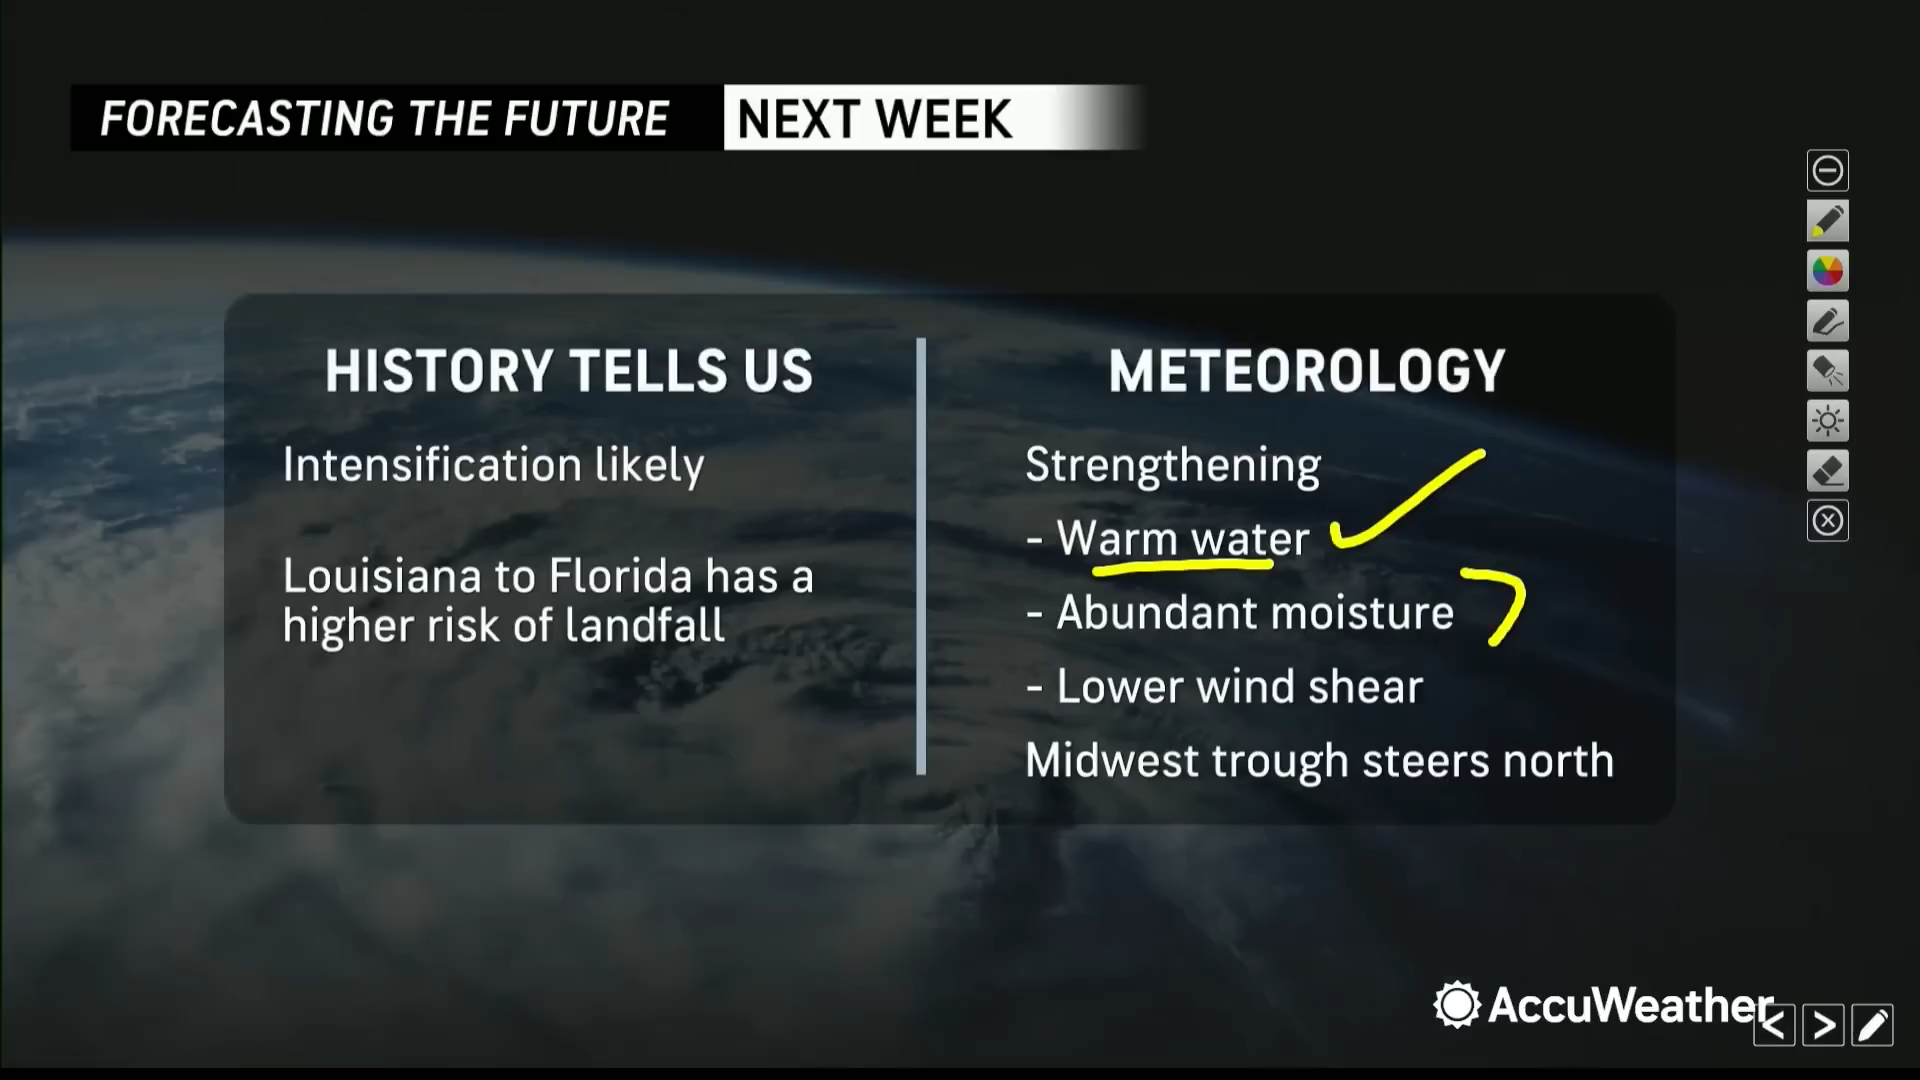 FORECASTING THE FUTURE NEXT WEEK
HISTORY TELLS US
Intensification likely
Louisiana to Florida has a
higher risk of landfall
METEOROLOGY
Strengthening
- Warm water
- Abundant moisture
- Lower wind shear
Midwest trough steers north
AccuWeather